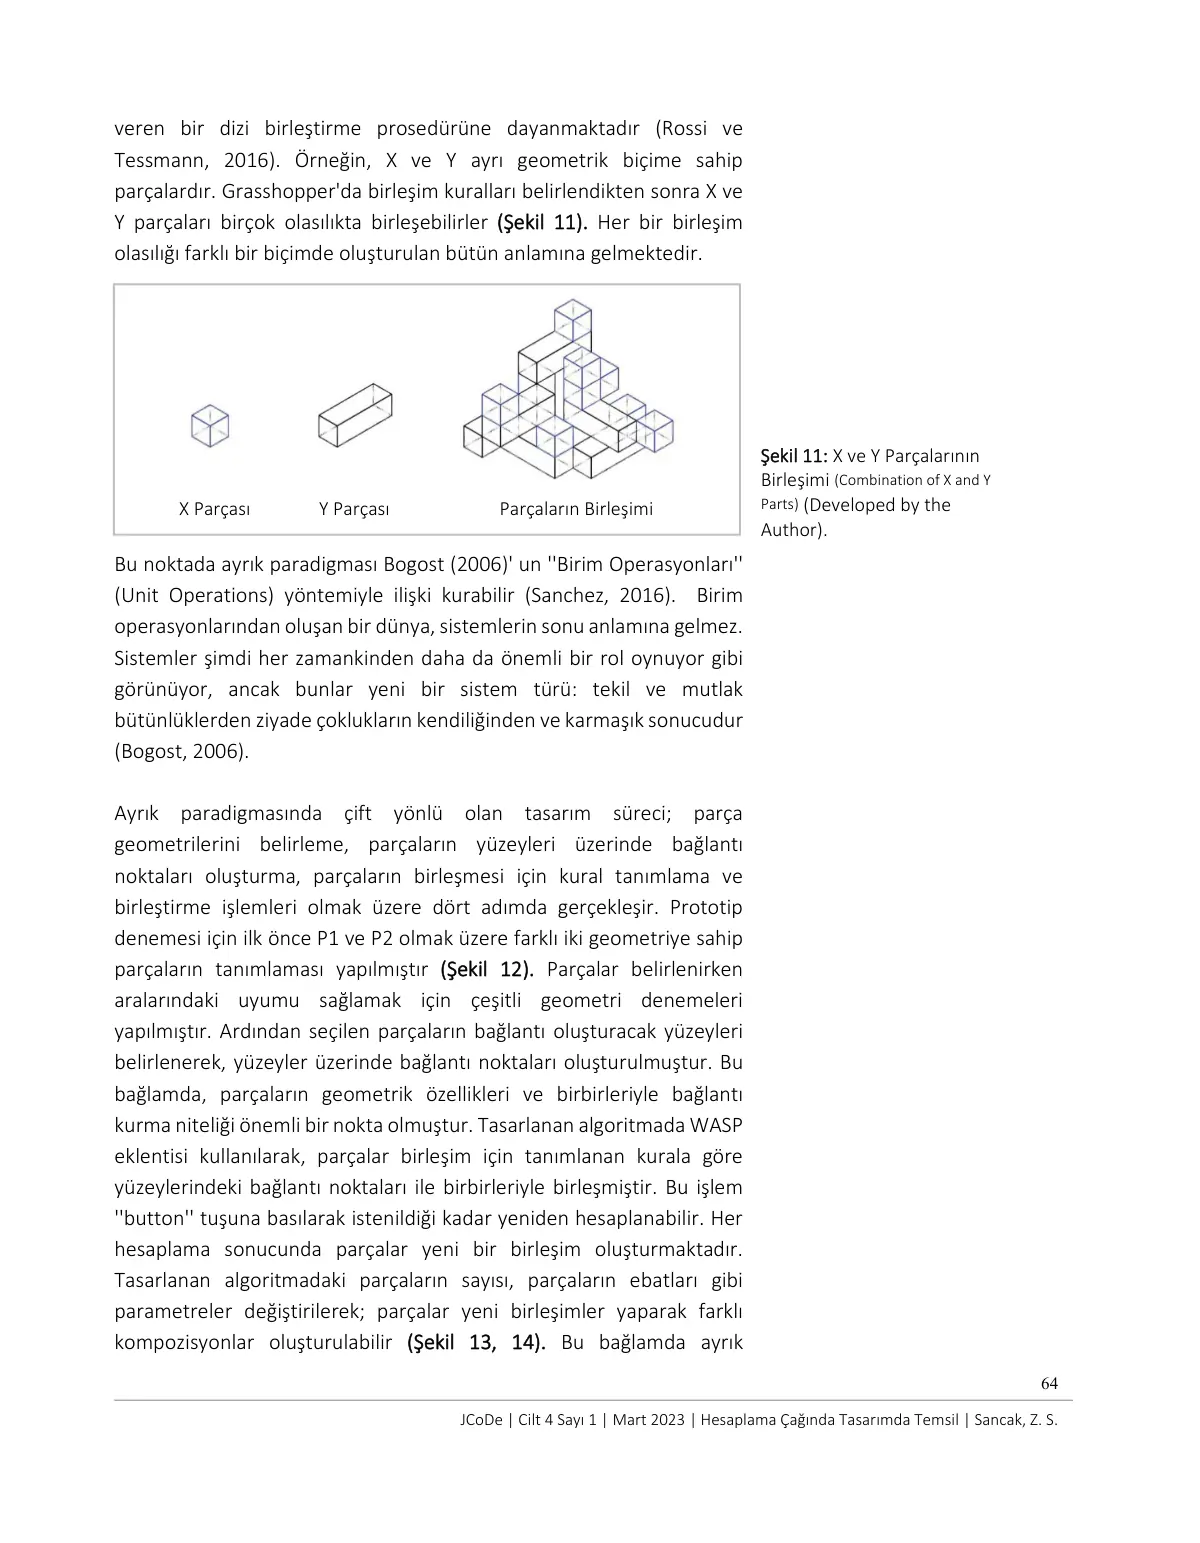 veren bir dizi birleştirme prosedürüne dayanmaktadır (Rossi ve
Tessmann, 2016). Örneğin, X ve Y ayrı geometrik biçime sahip
parçalardır. Grasshopper'da birleşim kuralları belirlendikten sonra X ve
Y parçaları birçok olasılıkta birleşebilirler (Şekil 11). Her bir birleşim
olasılığı farklı bir biçimde oluşturulan bütün anlamına gelmektedir.
X Parçası
Y Parçası
Parçaların Birleşimi
Şekil 11: X ve Y Parçalarının
Birleşimi (Combination of X and Y
Parts) (Developed by the
Author).
Bu noktada ayrık paradigması Bogost (2006)' un ''Birim Operasyonları''
(Unit Operations) yöntemiyle ilişki kurabilir (Sanchez, 2016). Birim
operasyonlarından oluşan bir dünya, sistemlerin sonu anlamına gelmez.
Sistemler şimdi her zamankinden daha da önemli bir rol oynuyor gibi
görünüyor, ancak bunlar yeni bir sistem türü: tekil ve mutlak
bütünlüklerden ziyade çoklukların kendiliğinden ve karmaşık sonucudur
(Bogost, 2006).
Ayrık paradigmasında çift yönlü olan tasarım süreci; parça
geometrilerini belirleme, parçaların yüzeyleri üzerinde bağlantı
noktaları oluşturma, parçaların birleşmesi için kural tanımlama ve
birleştirme işlemleri olmak üzere dört adımda gerçekleşir. Prototip
denemesi için ilk önce P1 ve P2 olmak üzere farklı iki geometriye sahip
parçaların tanımlaması yapılmıştır (Şekil 12). Parçalar belirlenirken
aralarındaki uyumu sağlamak için çeşitli geometri denemeleri
yapılmıştır. Ardından seçilen parçaların bağlantı oluşturacak yüzeyleri
belirlenerek, yüzeyler üzerinde bağlantı noktaları oluşturulmuştur. Bu
bağlamda, parçaların geometrik özellikleri ve birbirleriyle bağlantı
kurma niteliği önemli bir nokta olmuştur. Tasarlanan algoritmada WASP
eklentisi kullanılarak, parçalar birleşim için tanımlanan kurala göre
yüzeylerindeki bağlantı noktaları ile birbirleriyle birleşmiştir. Bu işlem
''button'' tuşuna basılarak istenildiği kadar yeniden hesaplanabilir. Her
hesaplama sonucunda parçalar yeni bir birleşim oluşturmaktadır.
Tasarlanan algoritmadaki parçaların sayısı, parçaların ebatları gibi
parametreler değiştirilerek; parçalar yeni birleşimler yaparak farklı
kompozisyonlar oluşturulabilir (Şekil 13, 14). Bu bağlamda ayrık
64
JCoDe | Cilt 4 Sayı 1 | Mart 2023 | Hesaplama Çağında Tasarımda Temsil | Sancak, Z. S.